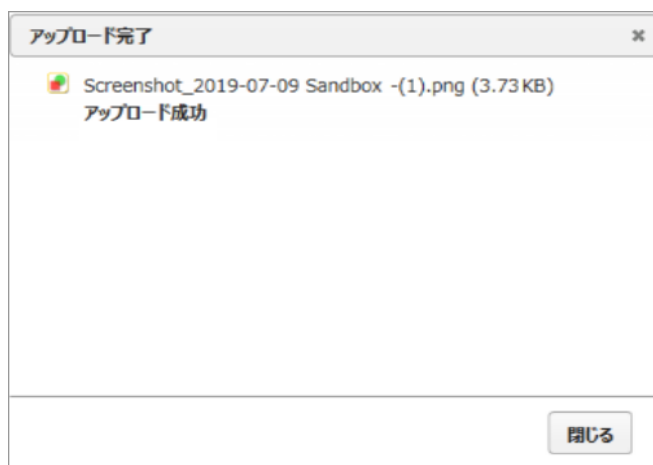 アップロード完了
Screenshot_2019-07-09 Sandbox -(1).png (3.73 KB)
アップロード成功
閉じる